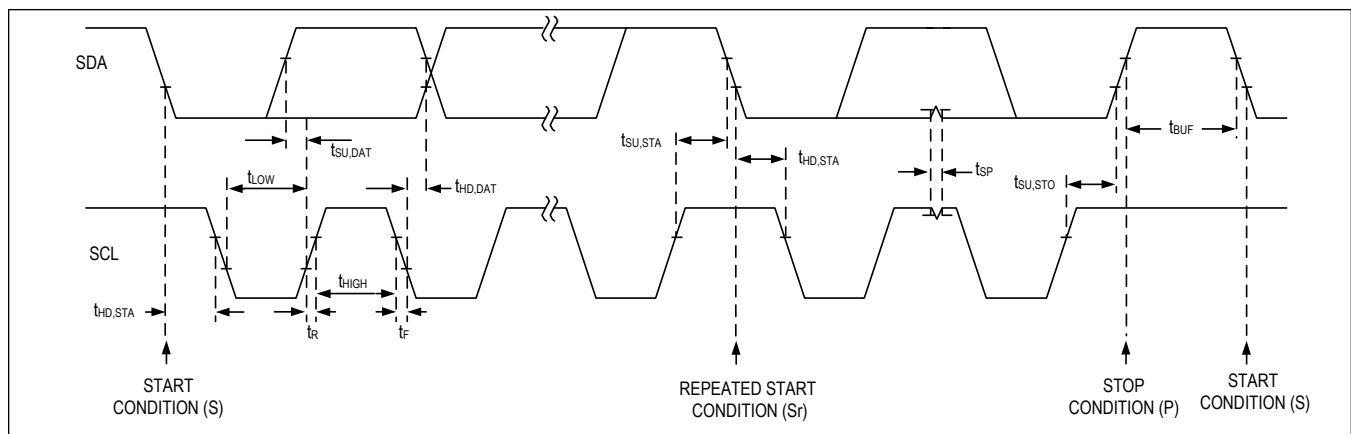 SDA
tSU,DAT
tSU,STA
tHD,STA
tSP
tBUF
tSU,STO
tLOW
tHD,DAT
SCL
tHIGH
tHD,STA
tR
tF
START
CONDITION (S)
REPEATED START
CONDITION (Sr)
STOP
CONDITION (P)
START
CONDITION (S)